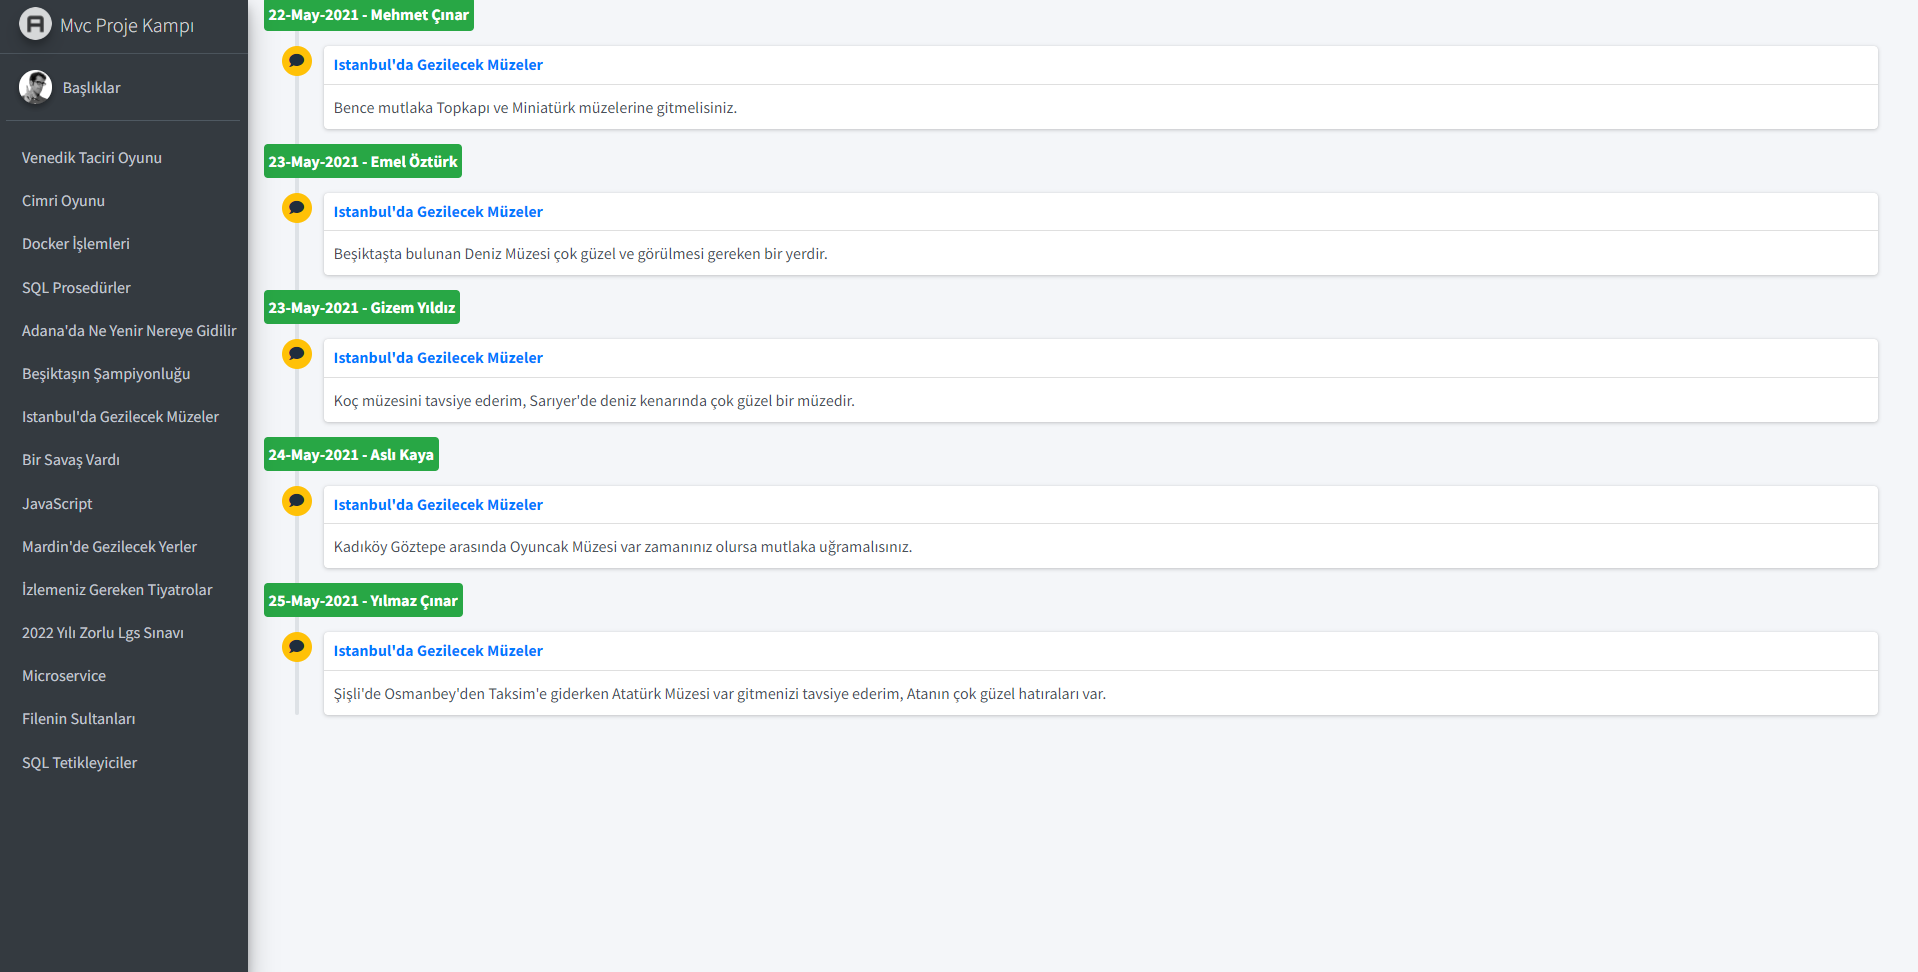 Mvc Proje Kampı
Başlıklar
Venedik Taciri Oyunu
Cimri Oyunu
Docker İşlemleri
SQL Prosedürler
Adana'da Ne Yenir Nereye Gidilir
Beşiktaşın Şampiyonluğu
Istanbul'da Gezilecek Müzeler
Bir Savaş Vardı
JavaScript
Mardin'de Gezilecek Yerler
İzlemeniz Gereken Tiyatrolar
2022 Yılı Zorlu Lgs Sınavı
Microservice
Filenin Sultanları
SQL Tetikleyiciler
22-May-2021 - Mehmet Çınar
Istanbul'da Gezilecek Müzeler
Bence mutlaka Topkapı ve Miniatürk müzelerine gitmelisiniz.
23-May-2021 - Emel Öztürk
Istanbul'da Gezilecek Müzeler
Beşiktaşta bulunan Deniz Müzesi çok güzel ve görülmesi gereken bir yerdir.
23-May-2021 - Gizem Yıldız
Istanbul'da Gezilecek Müzeler
Koç müzesini tavsiye ederim, Sarıyer'de deniz kenarında çok güzel bir müzedir.
24-May-2021 - Aslı Kaya
Istanbul'da Gezilecek Müzeler
Kadıköy Göztepe arasında Oyuncak Müzesi var zamanınız olursa mutlaka uğramalısınız.
25-May-2021 - Yılmaz Çınar
Istanbul'da Gezilecek Müzeler
Şişli'de Osmanbey'den Taksim'e giderken Atatürk Müzesi var gitmenizi tavsiye ederim, Atanın çok güzel hatıraları var.